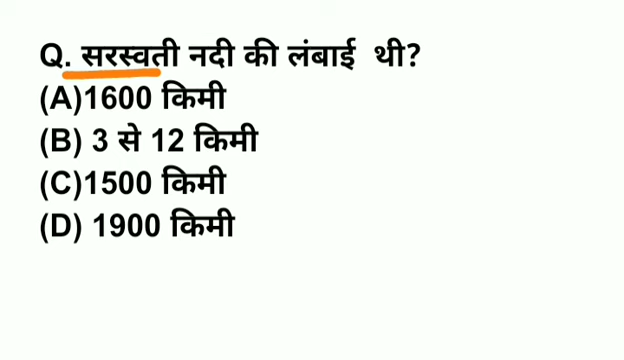 Q. सरस्वती नदी की लंबाई थी?
(A)1600 किमी
(B) 3 से 12 किमी
(C)1500 किमी
(D) 1900 किमी